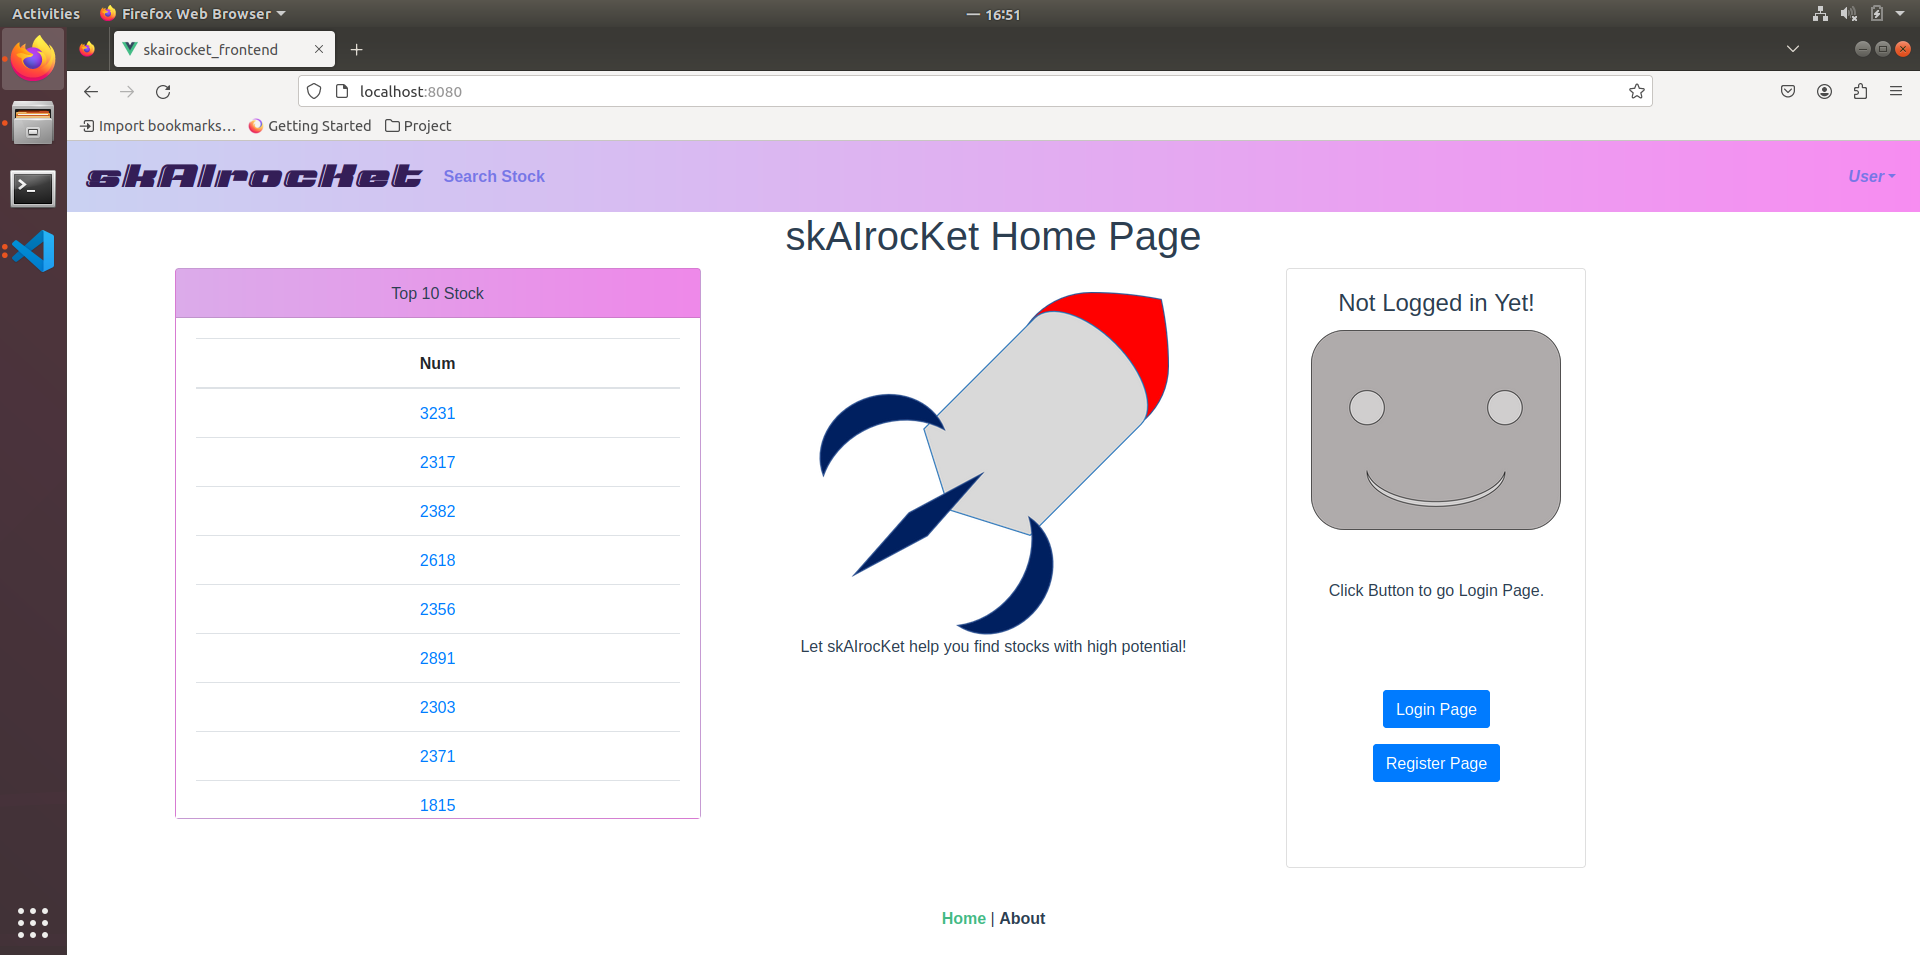 Activities
Firefox Web Browser
16:51
skairocket_frontend
localhost:8080
Import bookmarks…
Getting Started
Project
skAIrocKet
Search Stock
User
skAIrocKet Home Page
Top 10 Stock
Num
3231
2317
2382
2618
2356
2891
2303
2371
1815
Let skAIrocKet help you find stocks with high potential!
Not Logged in Yet!
Click Button to go Login Page.
Login Page
Register Page
Home | About